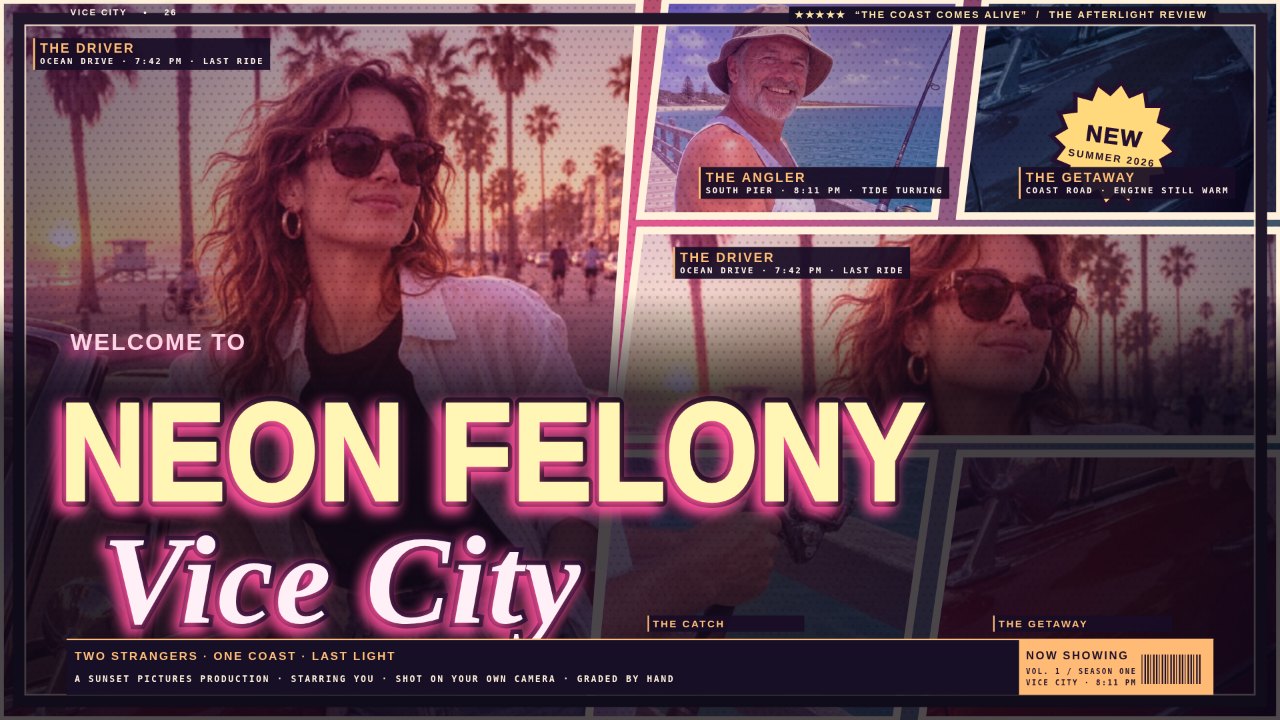 VICE CITY • 26
★★★★★ “THE COAST COMES ALIVE” / THE AFTERLIGHT REVIEW
THE DRIVER
OCEAN DRIVE · 7:42 PM · LAST RIDE
THE ANGLER
SOUTH PIER · 8:11 PM · TIDE TURNING
NEW
SUMMER 2026
THE GETAWAY
COAST ROAD · ENGINE STILL WARM
THE DRIVER
OCEAN DRIVE · 7:42 PM · LAST RIDE
WELCOME TO
NEON FELONY
Vice City
THE CATCH
THE GETAWAY
TWO STRANGERS · ONE COAST · LAST LIGHT
A SUNSET PICTURES PRODUCTION · STARRING YOU · SHOT ON YOUR OWN CAMERA · GRADED BY HAND
NOW SHOWING
VOL. 1 / SEASON ONE
VICE CITY · 8:11 PM